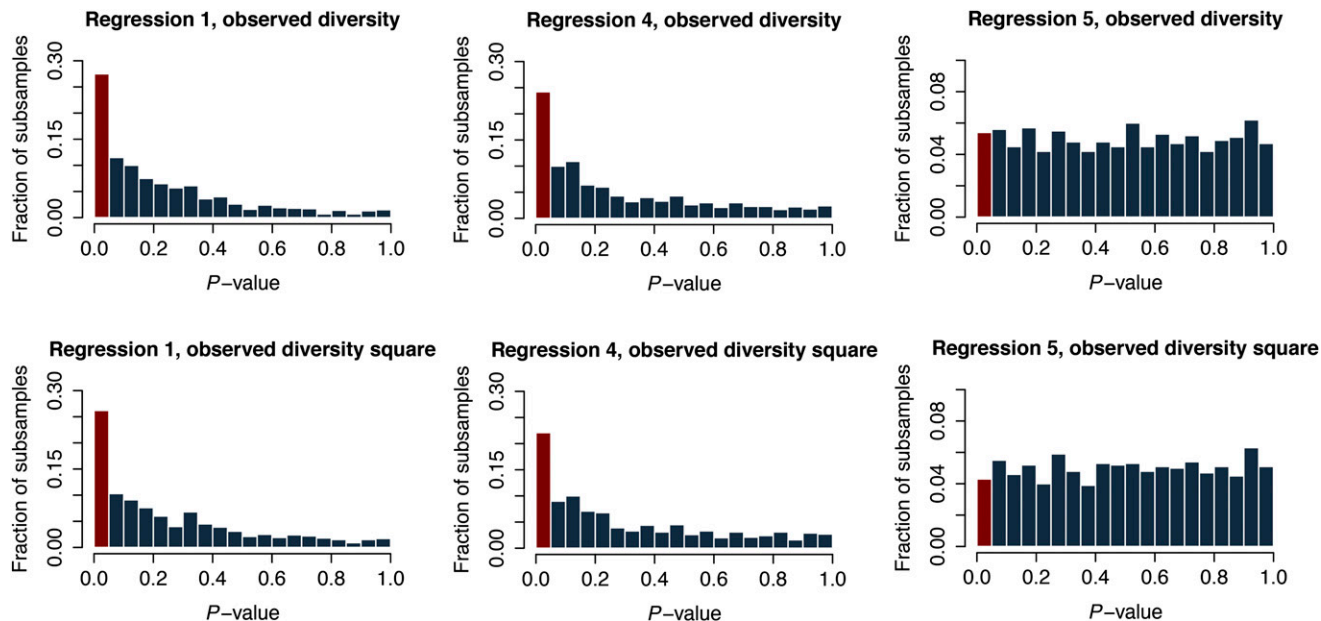 Regression 1, observed diversity
Fraction of subsamples
0.30
0.15
0.00
0.0 0.2 0.4 0.6 0.8 1.0
P-value
Regression 4, observed diversity
Fraction of subsamples
0.30
0.15
0.00
0.0 0.2 0.4 0.6 0.8 1.0
P-value
Regression 5, observed diversity
Fraction of subsamples
0.08
0.04
0.00
0.0 0.2 0.4 0.6 0.8 1.0
P-value
Regression 1, observed diversity square
Fraction of subsamples
0.30
0.15
0.00
0.0 0.2 0.4 0.6 0.8 1.0
P-value
Regression 4, observed diversity square
Fraction of subsamples
0.30
0.15
0.00
0.0 0.2 0.4 0.6 0.8 1.0
P-value
Regression 5, observed diversity square
Fraction of subsamples
0.08
0.04
0.00
0.0 0.2 0.4 0.6 0.8 1.0
P-value